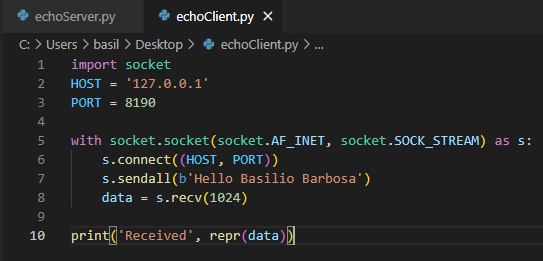 echoServer.py echoClient.py ×
C: > Users > basil > Desktop > echoClient.py > ...
1 import socket
2 HOST = '127.0.0.1'
3 PORT = 8190
4
5 with socket.socket(socket.AF_INET, socket.SOCK_STREAM) as s:
6     s.connect((HOST, PORT))
7     s.sendall(b'Hello Basilio Barbosa')
8     data = s.recv(1024)
9
10 print('Received', repr(data))